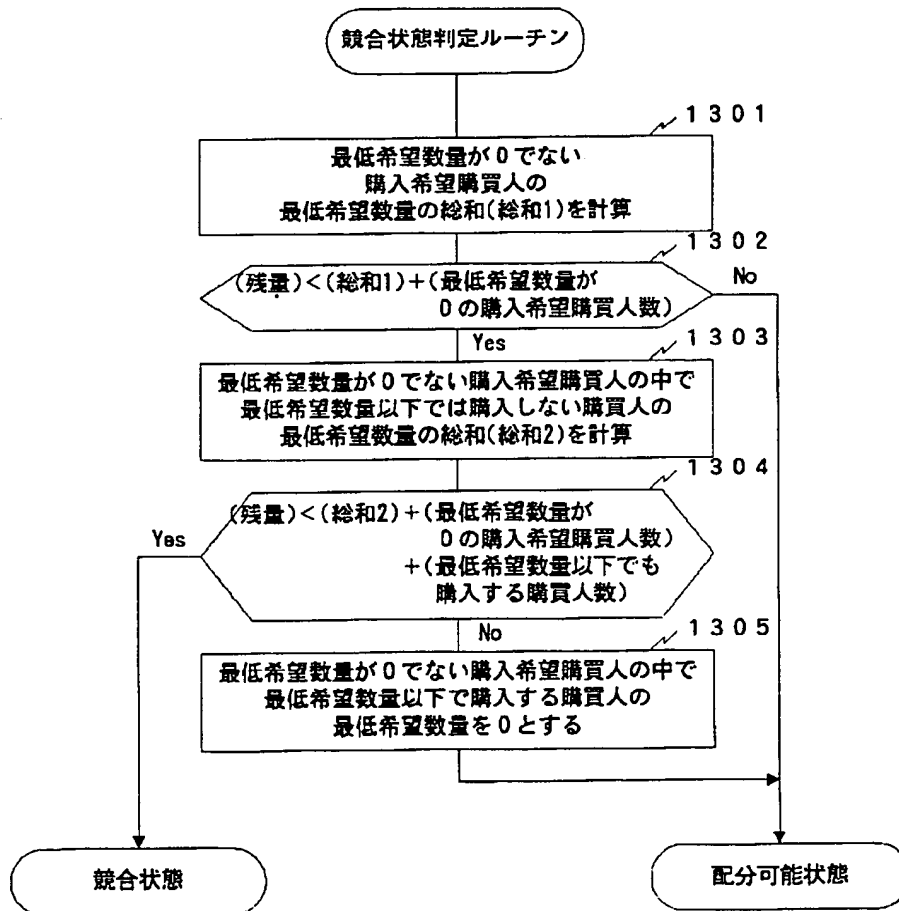 競合状態判定ルーチン
1301
最低希望数量が0でない
購入希望購買人の
最低希望数量の総和(総和1)を計算
1302
(残量)<(総和1)+(最低希望数量が
0の購入希望購買人数)
No
Yes
1303
最低希望数量が0でない購入希望購買人の中で
最低希望数量以下では購入しない購買人の
最低希望数量の総和(総和2)を計算
1304
(残量)<(総和2)+(最低希望数量が
0の購入希望購買人数)
+(最低希望数量以下でも
購入する購買人数)
Yes
No
1305
最低希望数量が0でない購入希望購買人の中で
最低希望数量以下で購入する購買人の
最低希望数量を0とする
競合状態
配分可能状態